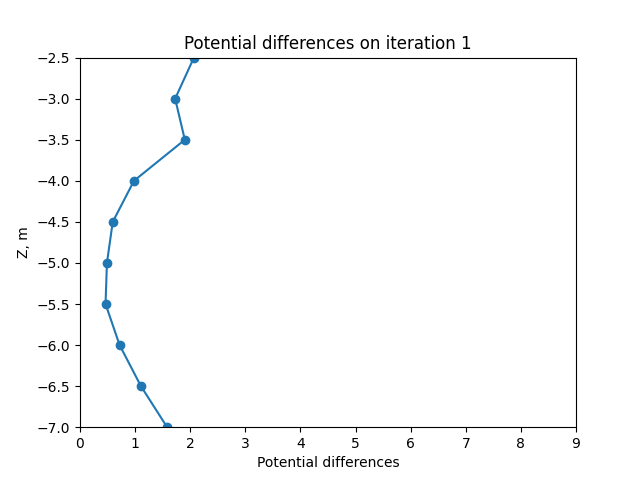 Potential differences on iteration 1
−2.5
−3.0
−3.5
−4.0
−4.5
−5.0
−5.5
−6.0
−6.5
−7.0
Z, m
0 1 2 3 4 5 6 7 8 9
Potential differences